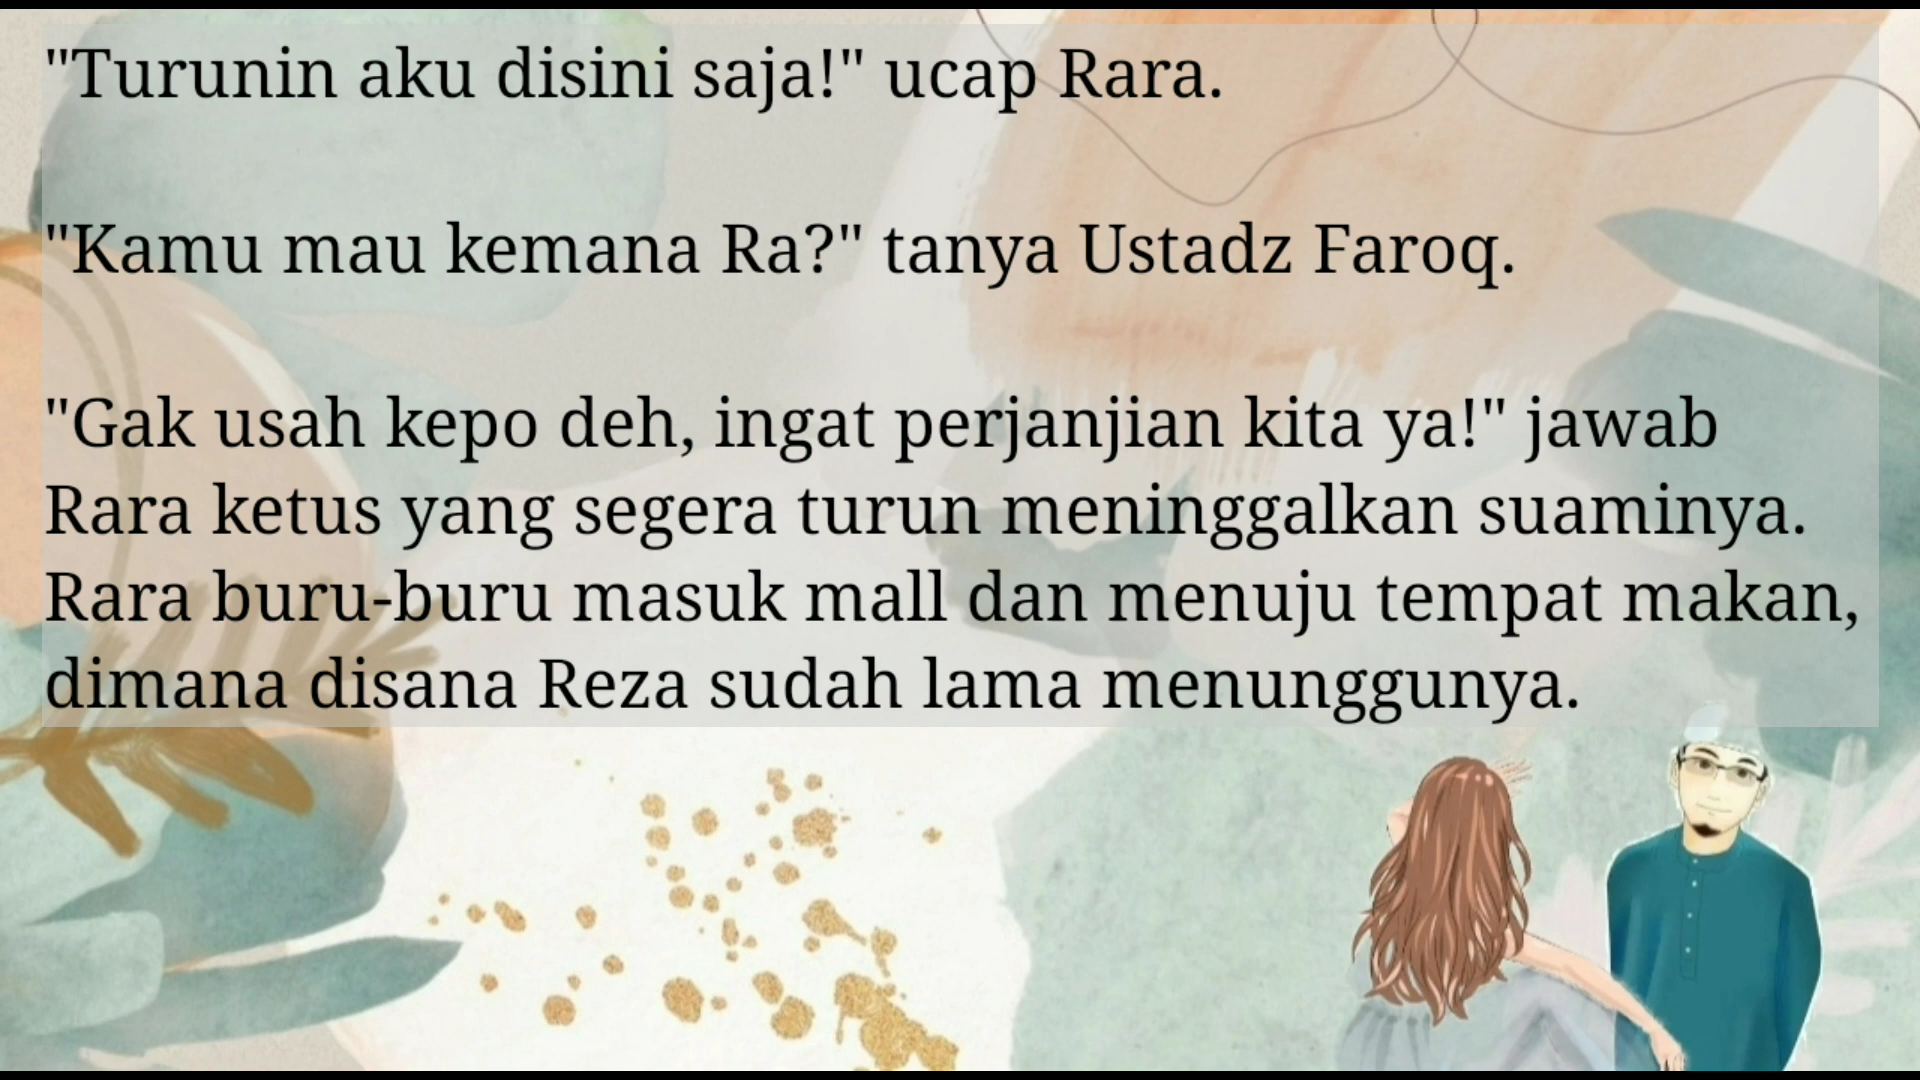 "Turunin aku disini saja!" ucap Rara.
"Kamu mau kemana Ra?" tanya Ustadz Faroq.
"Gak usah kepo deh, ingat perjanjian kita ya!" jawab
Rara ketus yang segera turun meninggalkan suaminya.
Rara buru-buru masuk mall dan menuju tempat makan,
dimana disana Reza sudah lama menunggunya.